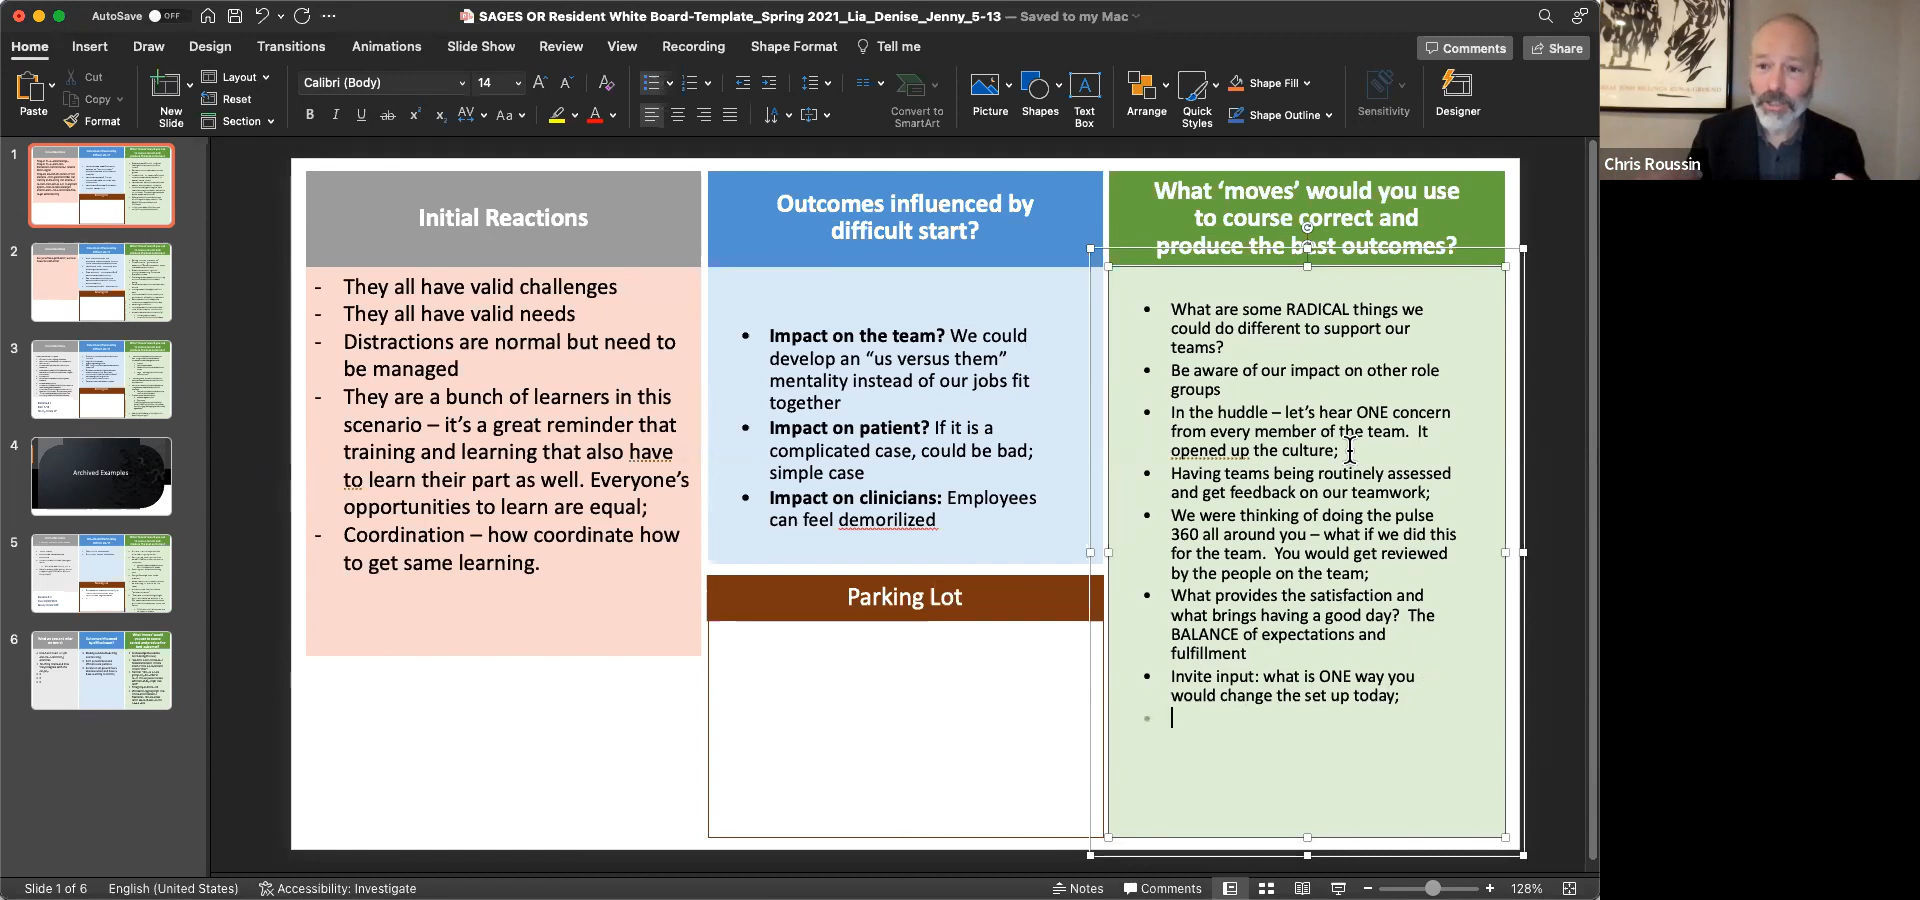 AutoSave OFF
SAGES OR Resident White Board-Template_Spring 2021_Lia_Denise_Jenny_5-13 — Saved to my Mac
Home Insert Draw Design Transitions Animations Slide Show Review View Recording Shape Format Tell me
Comments Share
Paste
Cut
Copy
Format
New
Slide
Layout
Reset
Section
Calibri (Body) 14
Convert to
SmartArt
Picture
Shapes
Text
Box
Arrange
Quick
Styles
Shape Fill
Shape Outline
Sensitivity
Designer
Chris Roussin
1
2
3
4
Archived Examples
5
6
Initial Reactions
- They all have valid challenges
- They all have valid needs
- Distractions are normal but need to
be managed
- They are a bunch of learners in this
scenario – it’s a great reminder that
training and learning that also have
to learn their part as well. Everyone’s
opportunities to learn are equal;
- Coordination – how coordinate how
to get same learning.
Outcomes influenced by
difficult start?
• Impact on the team? We could
develop an “us versus them”
mentality instead of our jobs fit
together
• Impact on patient? If it is a
complicated case, could be bad;
simple case
• Impact on clinicians: Employees
can feel demorilized
Parking Lot
What ‘moves’ would you use
to course correct and
produce the best outcomes?
• What are some RADICAL things we
could do different to support our
teams?
• Be aware of our impact on other role
groups
• In the huddle – let’s hear ONE concern
from every member of the team. It
opened up the culture;
• Having teams being routinely assessed
and get feedback on our teamwork;
• We were thinking of doing the pulse
360 all around you – what if we did this
for the team. You would get reviewed
by the people on the team;
• What provides the satisfaction and
what brings having a good day? The
BALANCE of expectations and
fulfillment
• Invite input: what is ONE way you
would change the set up today;
Slide 1 of 6 English (United States) Accessibility: Investigate
Notes Comments 128%